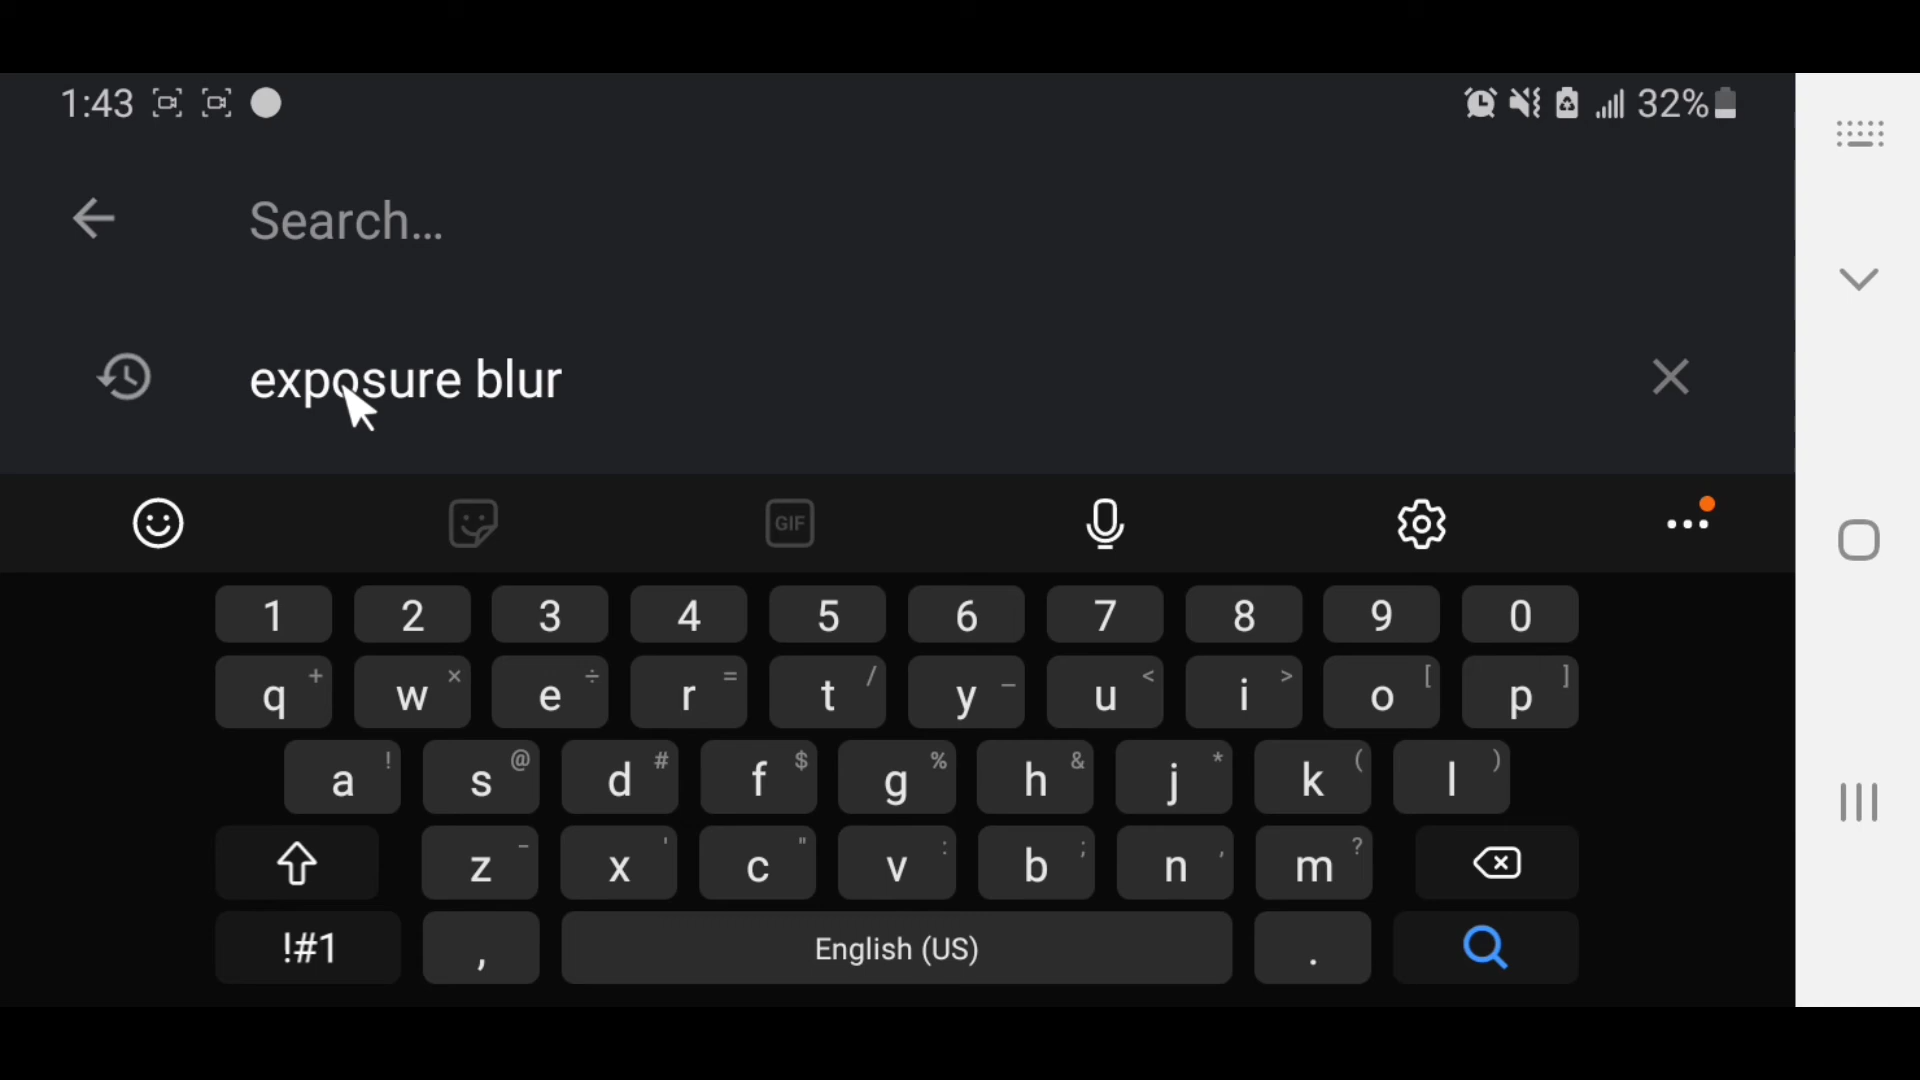 1:43 32%
Search...
exposure blur
GIF
1 2 3 4 5 6 7 8 9 0
q + w × e ÷ r = t / y _ u < i > o [ p ]
a ! s @ d # f $ g % h & j * k ( l )
z - x ' c " v : b ; n , m ?
!#1 , English (US) .